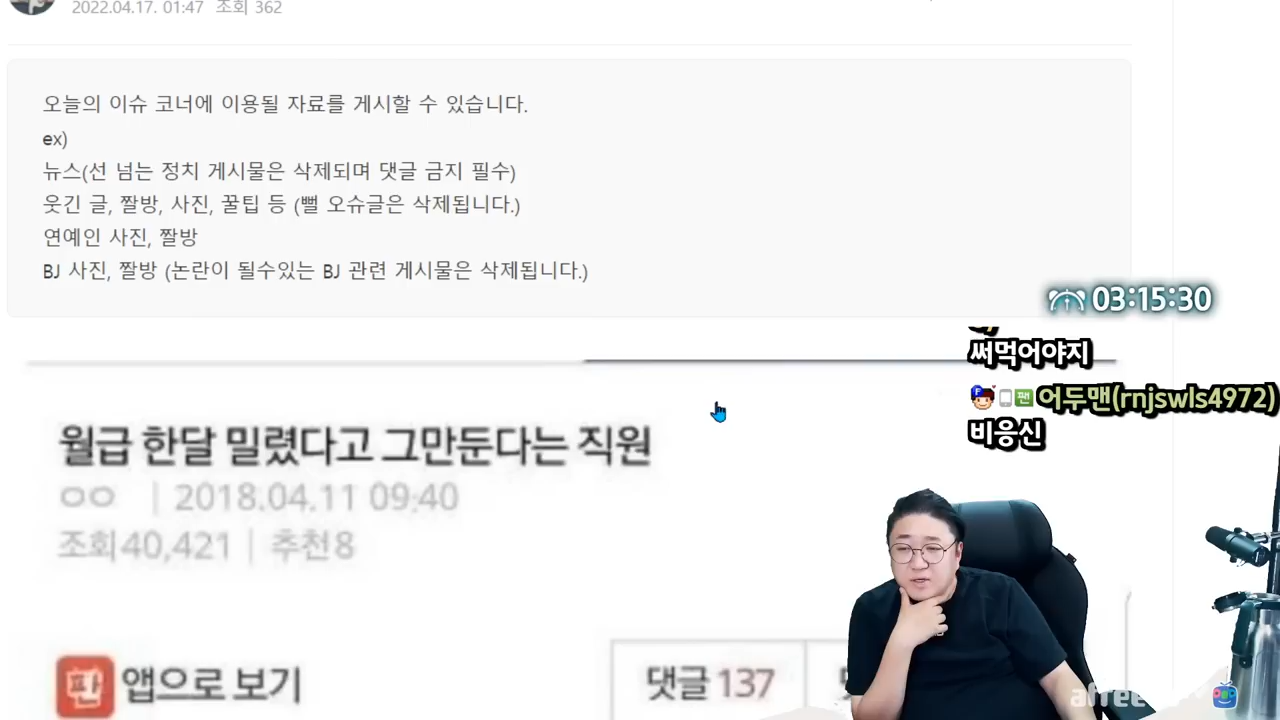 2022.04.17. 01:47 조회 362
오늘의 이슈 코너에 이용될 자료를 게시할 수 있습니다.
ex)
뉴스(선 넘는 정치 게시물은 삭제되며 댓글 금지 필수)
웃긴 글, 짤방, 사진, 꿀팁 등 (뻘 오슈글은 삭제됩니다.)
연예인 사진, 짤방
BJ 사진, 짤방 (논란이 될수있는 BJ 관련 게시물은 삭제됩니다.)
03:15:30
써먹어야지
팬 어두맨(rnjswls4972)
비응신
월급 한달 밀렸다고 그만둔다는 직원
ㅇㅇ | 2018.04.11 09:40
조회40,421 | 추천8
판 앱으로 보기
댓글 137